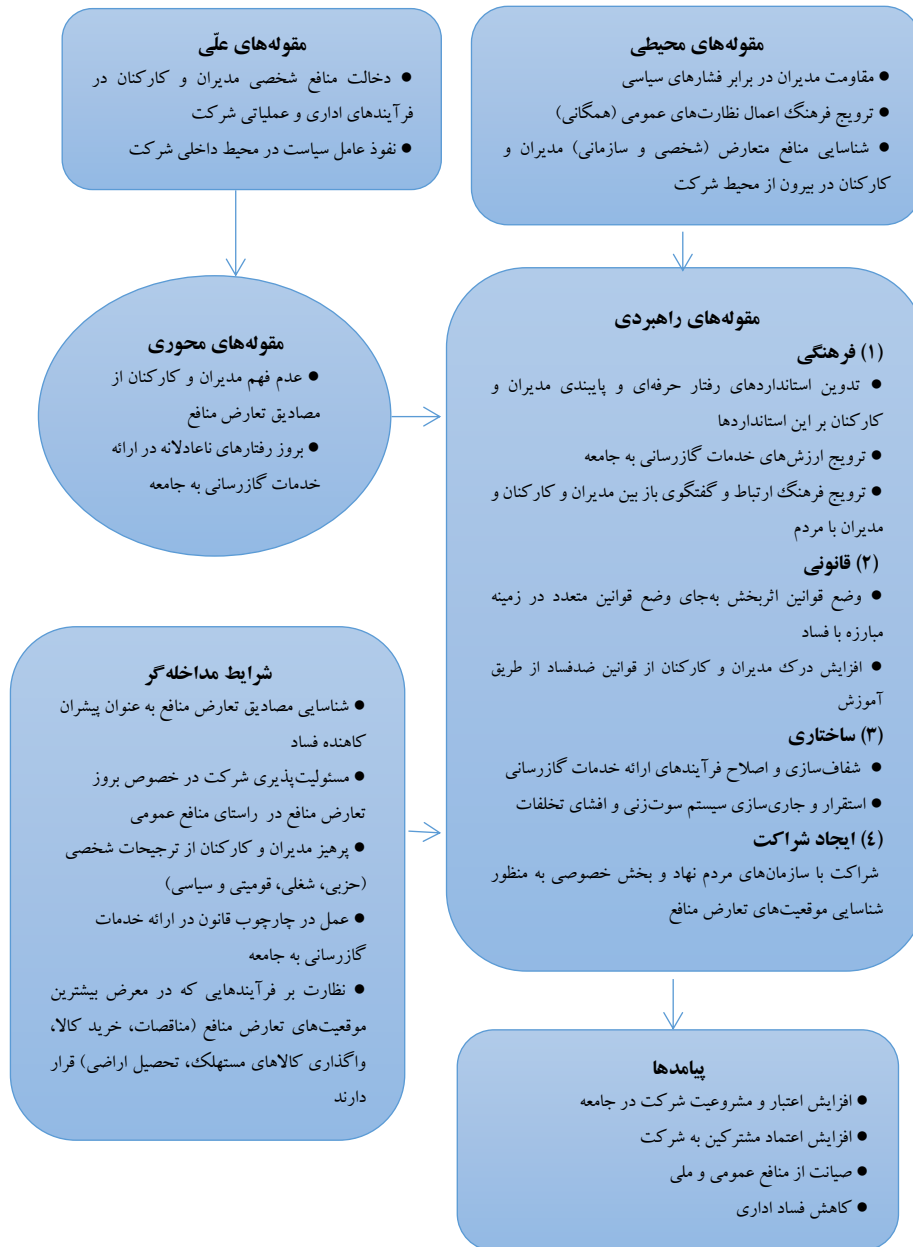 مقوله‌های علّی
● دخالت منافع شخصی مدیران و کارکنان در
فرآیندهای اداری و عملیاتی شرکت
● نفوذ عامل سیاست در محیط داخلی شرکت
مقوله‌های محیطی
● مقاومت مدیران در برابر فشارهای سیاسی
● ترویج فرهنگ اعمال نظارت‌های عمومی (همگانی)
● شناسایی منافع متعارض (شخصی و سازمانی) مدیران و
کارکنان در بیرون از محیط شرکت
مقوله‌های محوری
● عدم فهم مدیران و کارکنان از
مصادیق تعارض منافع
● بروز رفتارهای ناعادلانه در ارائه
خدمات گازرسانی به جامعه
مقوله‌های راهبردی
(۱) فرهنگی
● تدوین استانداردهای رفتار حرفه‌ای و پایبندی مدیران و
کارکنان بر این استانداردها
● ترویج ارزش‌های خدمات گازرسانی به جامعه
● ترویج فرهنگ ارتباط و گفتگوی باز بین مدیران و کارکنان و
مدیران با مردم
(۲) قانونی
● وضع قوانین اثربخش به‌جای وضع قوانین متعدد در زمینه
مبارزه با فساد
● افزایش درک مدیران و کارکنان از قوانین ضدفساد از طریق
آموزش
(۳) ساختاری
● شفاف‌سازی و اصلاح فرآیندهای ارائه خدمات گازرسانی
● استقرار و جاری‌سازی سیستم سوت‌زنی و افشای تخلفات
(٤) ایجاد شراکت
شراکت با سازمان‌های مردم نهاد و بخش خصوصی به منظور
شناسایی موقعیت‌های تعارض منافع
شرایط مداخله‌گر
● شناسایی مصادیق تعارض منافع به عنوان پیشران
کاهنده فساد
● مسئولیت‌پذیری شرکت در خصوص بروز
تعارض منافع در راستای منافع عمومی
● پرهیز مدیران و کارکنان از ترجیحات شخصی
(حزبی، شغلی، قومیتی و سیاسی)
● عمل در چارچوب قانون در ارائه خدمات
گازرسانی به جامعه
● نظارت بر فرآیندهایی که در معرض بیشترین
موقعیت‌های تعارض منافع (مناقصات، خرید کالا،
واگذاری کالاهای مستهلک، تحصیل اراضی) قرار
دارند
پیامدها
● افزایش اعتبار و مشروعیت شرکت در جامعه
● افزایش اعتماد مشترکین به شرکت
● صیانت از منافع عمومی و ملی
● کاهش فساد اداری